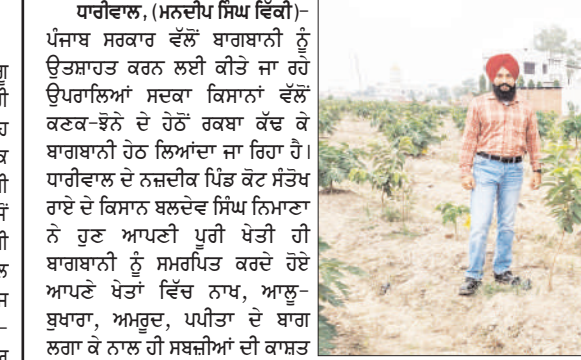 ਧਾਰੀਵਾਲ, (ਮਨਦੀਪ ਸਿੰਘ ਵਿੱਕੀ)-
ਪੰਜਾਬ ਸਰਕਾਰ ਵੱਲੋਂ ਬਾਗਬਾਨੀ ਨੂੰ
ਉਤਸ਼ਾਹਤ ਕਰਨ ਲਈ ਕੀਤੇ ਜਾ ਰਹੇ
ਉਪਰਾਲਿਆਂ ਸਦਕਾ ਕਿਸਾਨਾਂ ਵੱਲੋਂ
ਕਣਕ-ਝੋਨੇ ਦੇ ਹੇਠੋਂ ਰਕਬਾ ਕੱਢ ਕੇ
ਬਾਗਬਾਨੀ ਹੇਠ ਲਿਆਂਦਾ ਜਾ ਰਿਹਾ ਹੈ।
ਧਾਰੀਵਾਲ ਦੇ ਨਜ਼ਦੀਕ ਪਿੰਡ ਕੋਟ ਸੰਤੋਖ
ਰਾਏ ਦੇ ਕਿਸਾਨ ਬਲਦੇਵ ਸਿੰਘ ਨਿਮਾਣਾ
ਨੇ ਹੁਣ ਆਪਣੀ ਪੂਰੀ ਖੇਤੀ ਹੀ
ਬਾਗਬਾਨੀ ਨੂੰ ਸਮਰਪਿਤ ਕਰਦੇ ਹੋਏ
ਆਪਣੇ ਖੇਤਾਂ ਵਿੱਚ ਨਾਖ, ਆਲੂ-
ਬੁਖਾਰਾ, ਅਮਰੂਦ, ਪਪੀਤਾ ਦੇ ਬਾਗ
ਲਗਾ ਕੇ ਨਾਲ ਹੀ ਸਬਜ਼ੀਆਂ ਦੀ ਕਾਸ਼ਤ